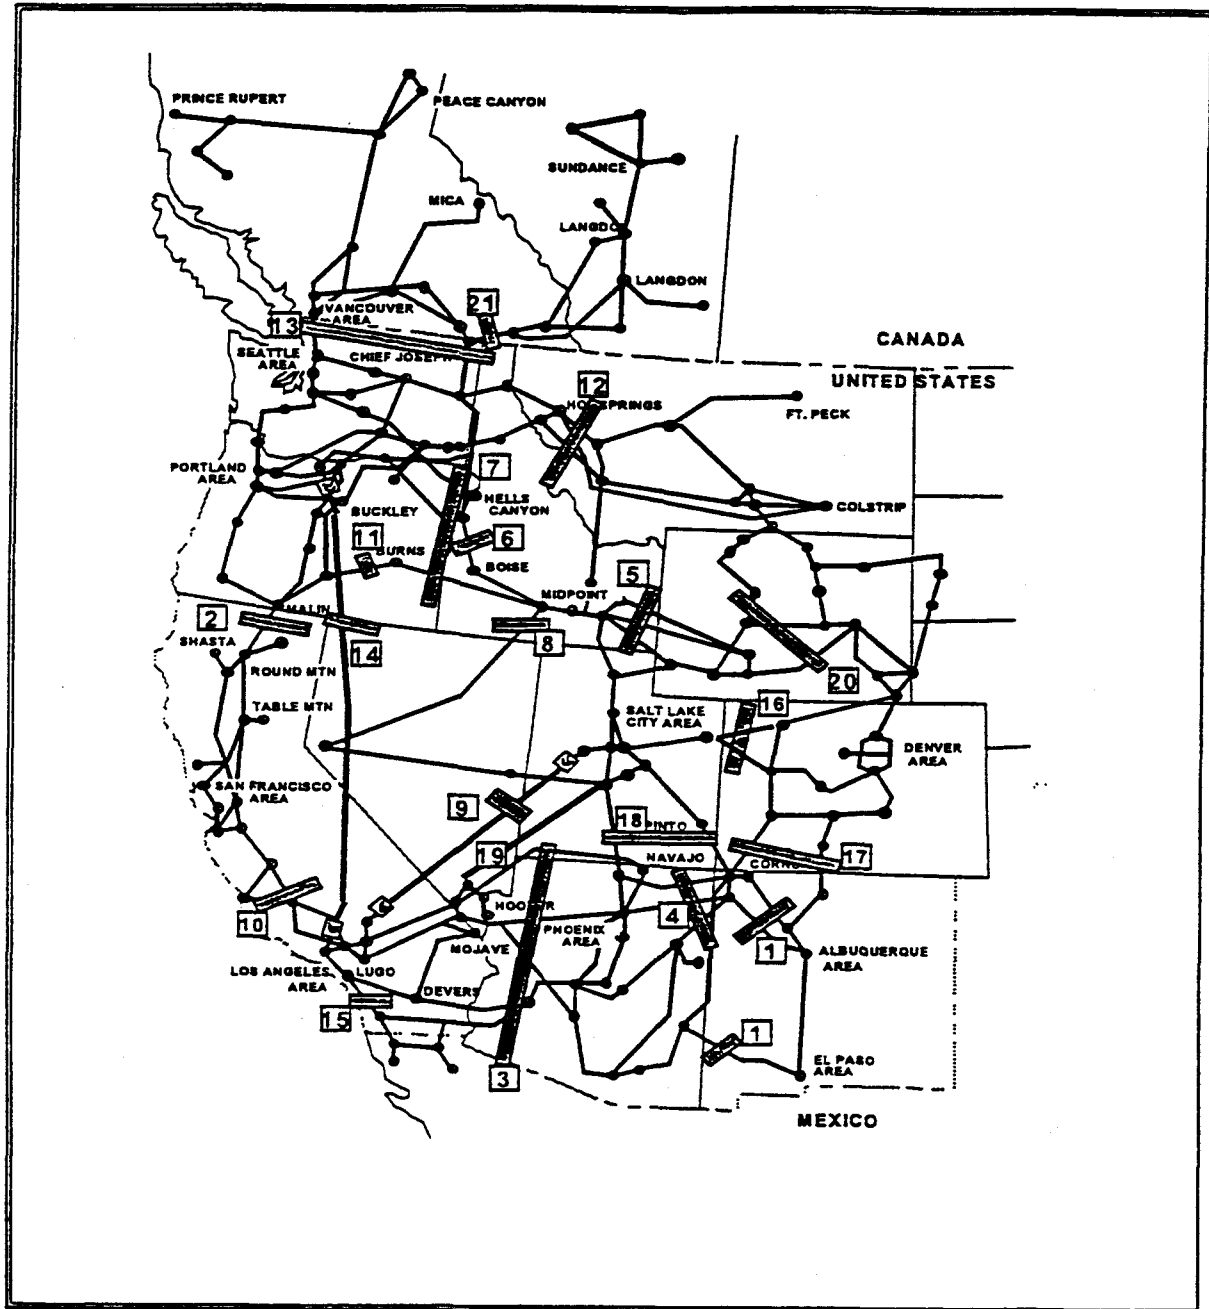 PRINCE RUPERT
PEACE CANYON
SUNDANCE
MICA
LANGDO
LANGDON
21
VANCOUVER
AREA
13
SEATTLE
AREA
CHIEF JOSEPH
CANADA
UNITED STATES
12
HOT SPRINGS
FT. PECK
PORTLAND
AREA
7
HELLS
CANYON
COLSTRIP
BUCKLEY
11
BURNS
6
BOISE
5
MIDPOINT
2
MALIN
SHASTA
14
8
ROUND MTN
20
TABLE MTN
16
SALT LAKE
CITY AREA
DENVER
AREA
SAN FRANCISCO
AREA
9
18
PINTO
19
NAVAJO
17
10
4
PHOENIX
AREA
MOJAVE
1
ALBUQUERQUE
AREA
LOS ANGELES
AREA
LUGO
DEVERS
15
1
3
EL PASO
AREA
MEXICO